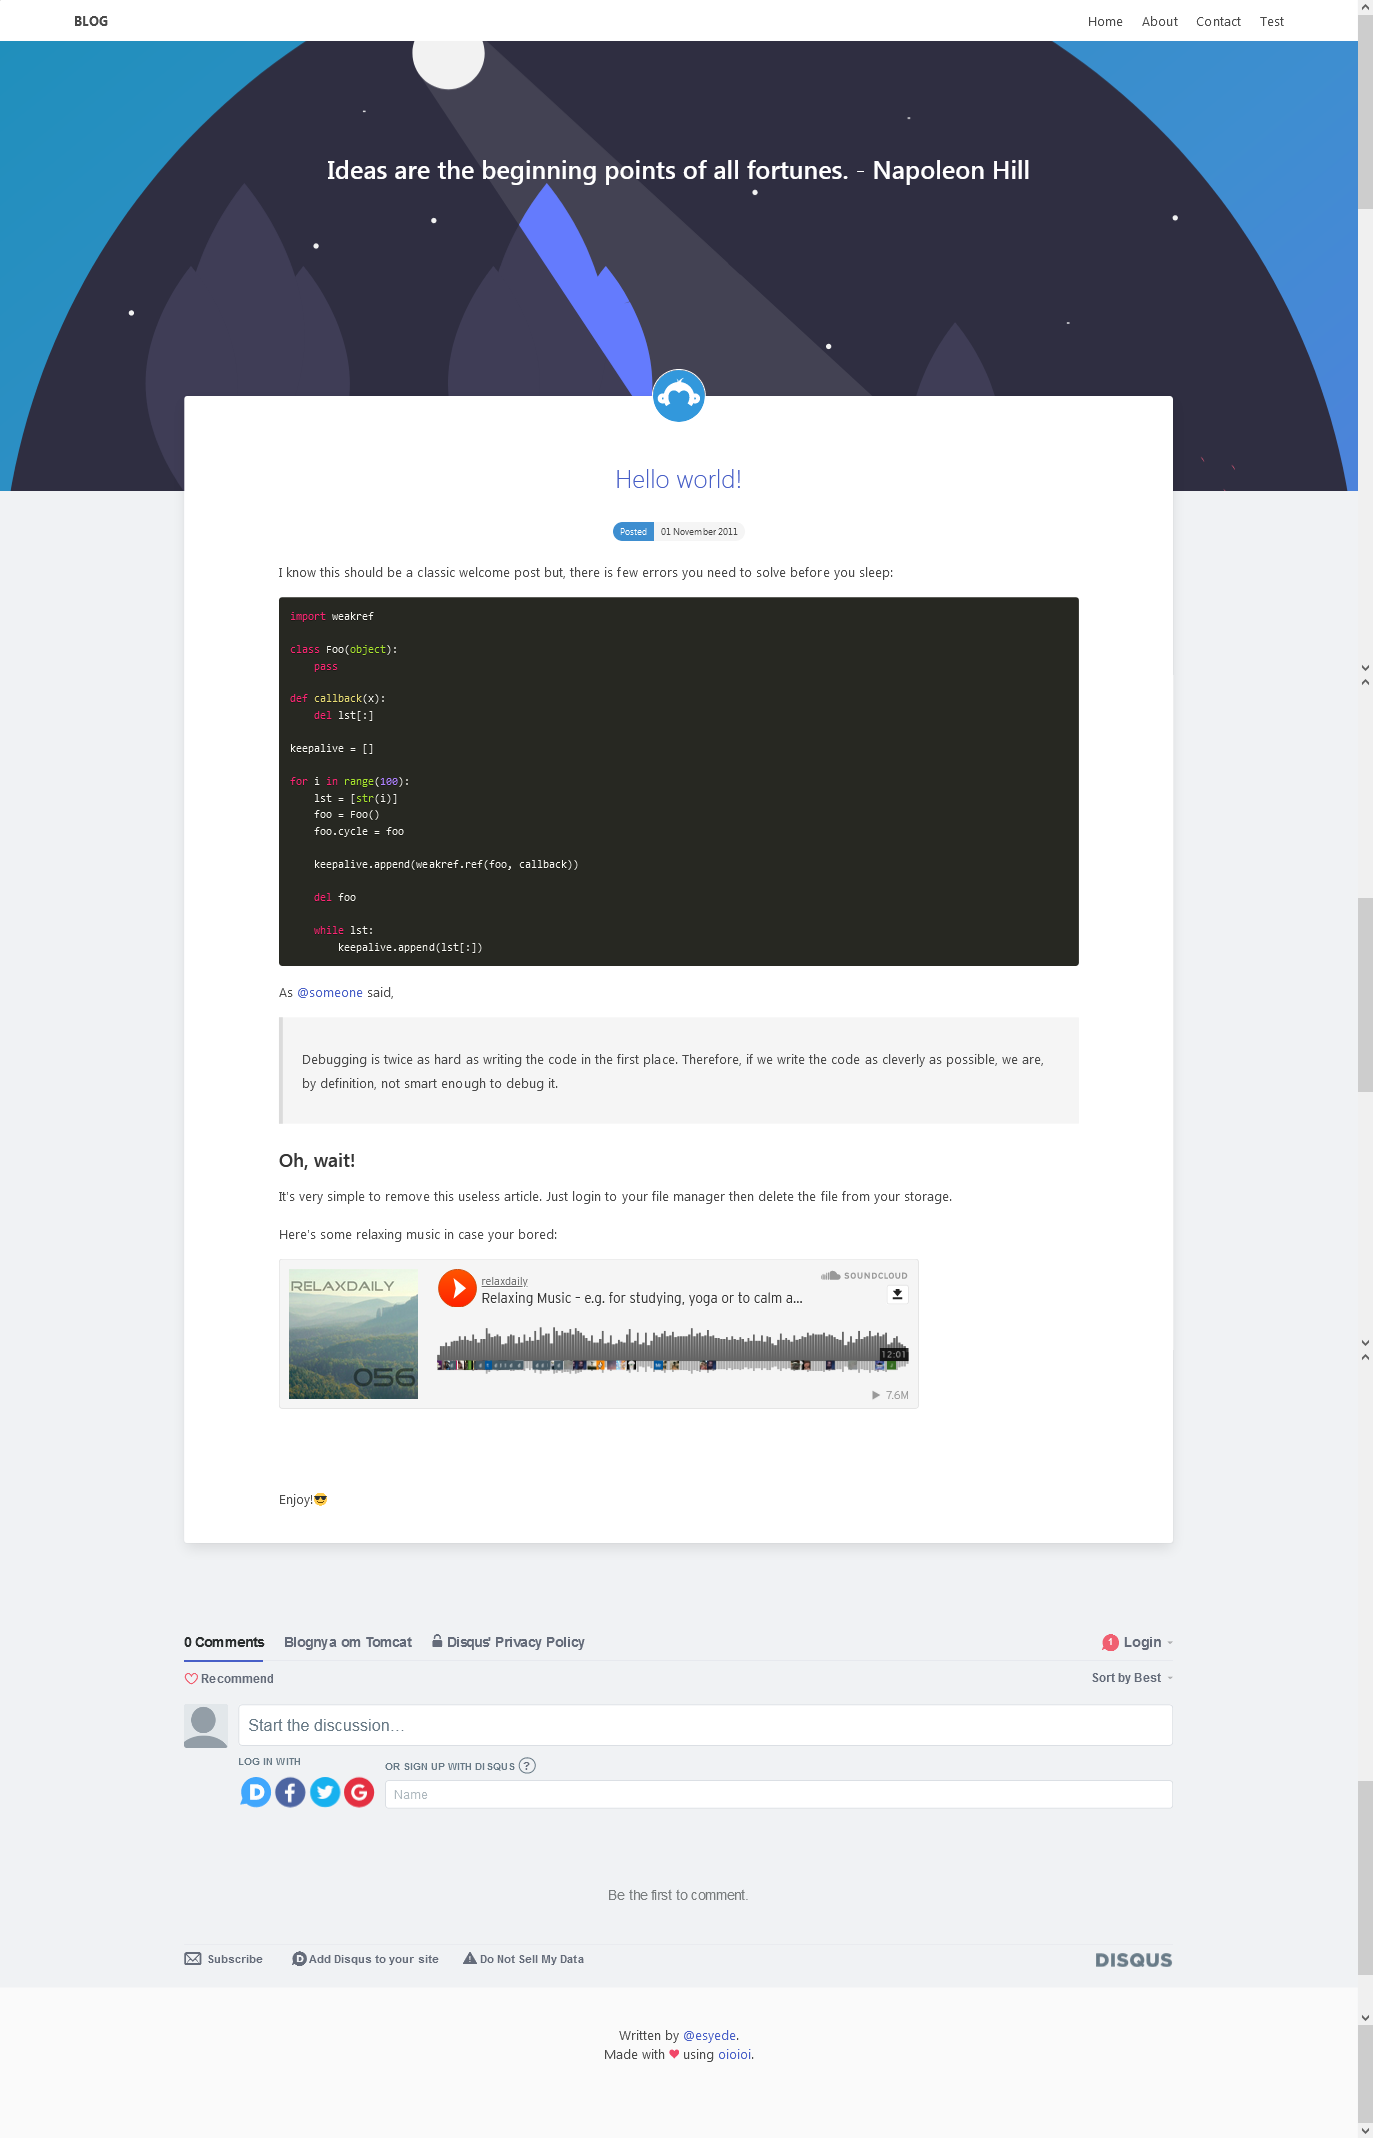 BLOG
Home About Contact Test
Ideas are the beginning points of all fortunes. - Napoleon Hill
Hello world!
Posted 01 November 2011
I know this should be a classic welcome post but, there is few errors you need to solve before you sleep:
import weakref
class Foo(object):
    pass
def callback(x):
    del lst[:]
keepalive = []
for i in range(100):
    lst = [str(i)]
    foo = Foo()
    foo.cycle = foo
    keepalive.append(weakref.ref(foo, callback))
    del foo
    while lst:
        keepalive.append(lst[:])
As @someone said,
Debugging is twice as hard as writing the code in the first place. Therefore, if we write the code as cleverly as possible, we are,
by definition, not smart enough to debug it.
Oh, wait!
It's very simple to remove this useless article. Just login to your file manager then delete the file from your storage.
Here's some relaxing music in case your bored:
RELAXDAILY
056
relaxdaily
SOUNDCLOUD
Relaxing Music - e.g. for studying, yoga or to calm a...
12:01
7.6M
Enjoy!😎
0 Comments Blognya om Tomcat Disqus' Privacy Policy 1 Login
Recommend Sort by Best
Start the discussion...
LOG IN WITH
OR SIGN UP WITH DISQUS ?
Name
Be the first to comment.
Subscribe Add Disqus to your site Do Not Sell My Data DISQUS
Written by @esyede.
Made with ♥ using oioioi.